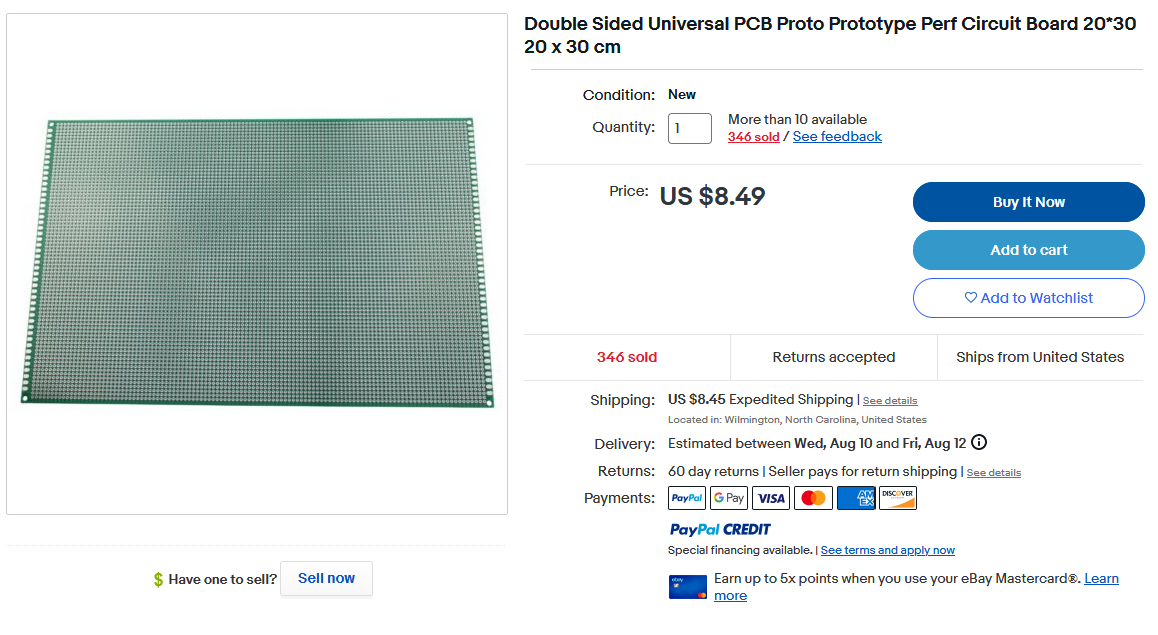 Double Sided Universal PCB Proto Prototype Perf Circuit Board 20*30
20 x 30 cm
Condition: New
Quantity: 1
More than 10 available
346 sold / See feedback
Price: US $8.49
Buy It Now
Add to cart
Add to Watchlist
346 sold
Returns accepted
Ships from United States
Shipping: US $8.45 Expedited Shipping | See details
Located in: Wilmington, North Carolina, United States
Delivery: Estimated between Wed, Aug 10 and Fri, Aug 12
Returns: 60 day returns | Seller pays for return shipping | See details
Payments: PayPal G Pay VISA AM EX DISCOVER
PayPal CREDIT
Special financing available. | See terms and apply now
ebay
Earn up to 5x points when you use your eBay Mastercard®. Learn
more
$ Have one to sell? Sell now